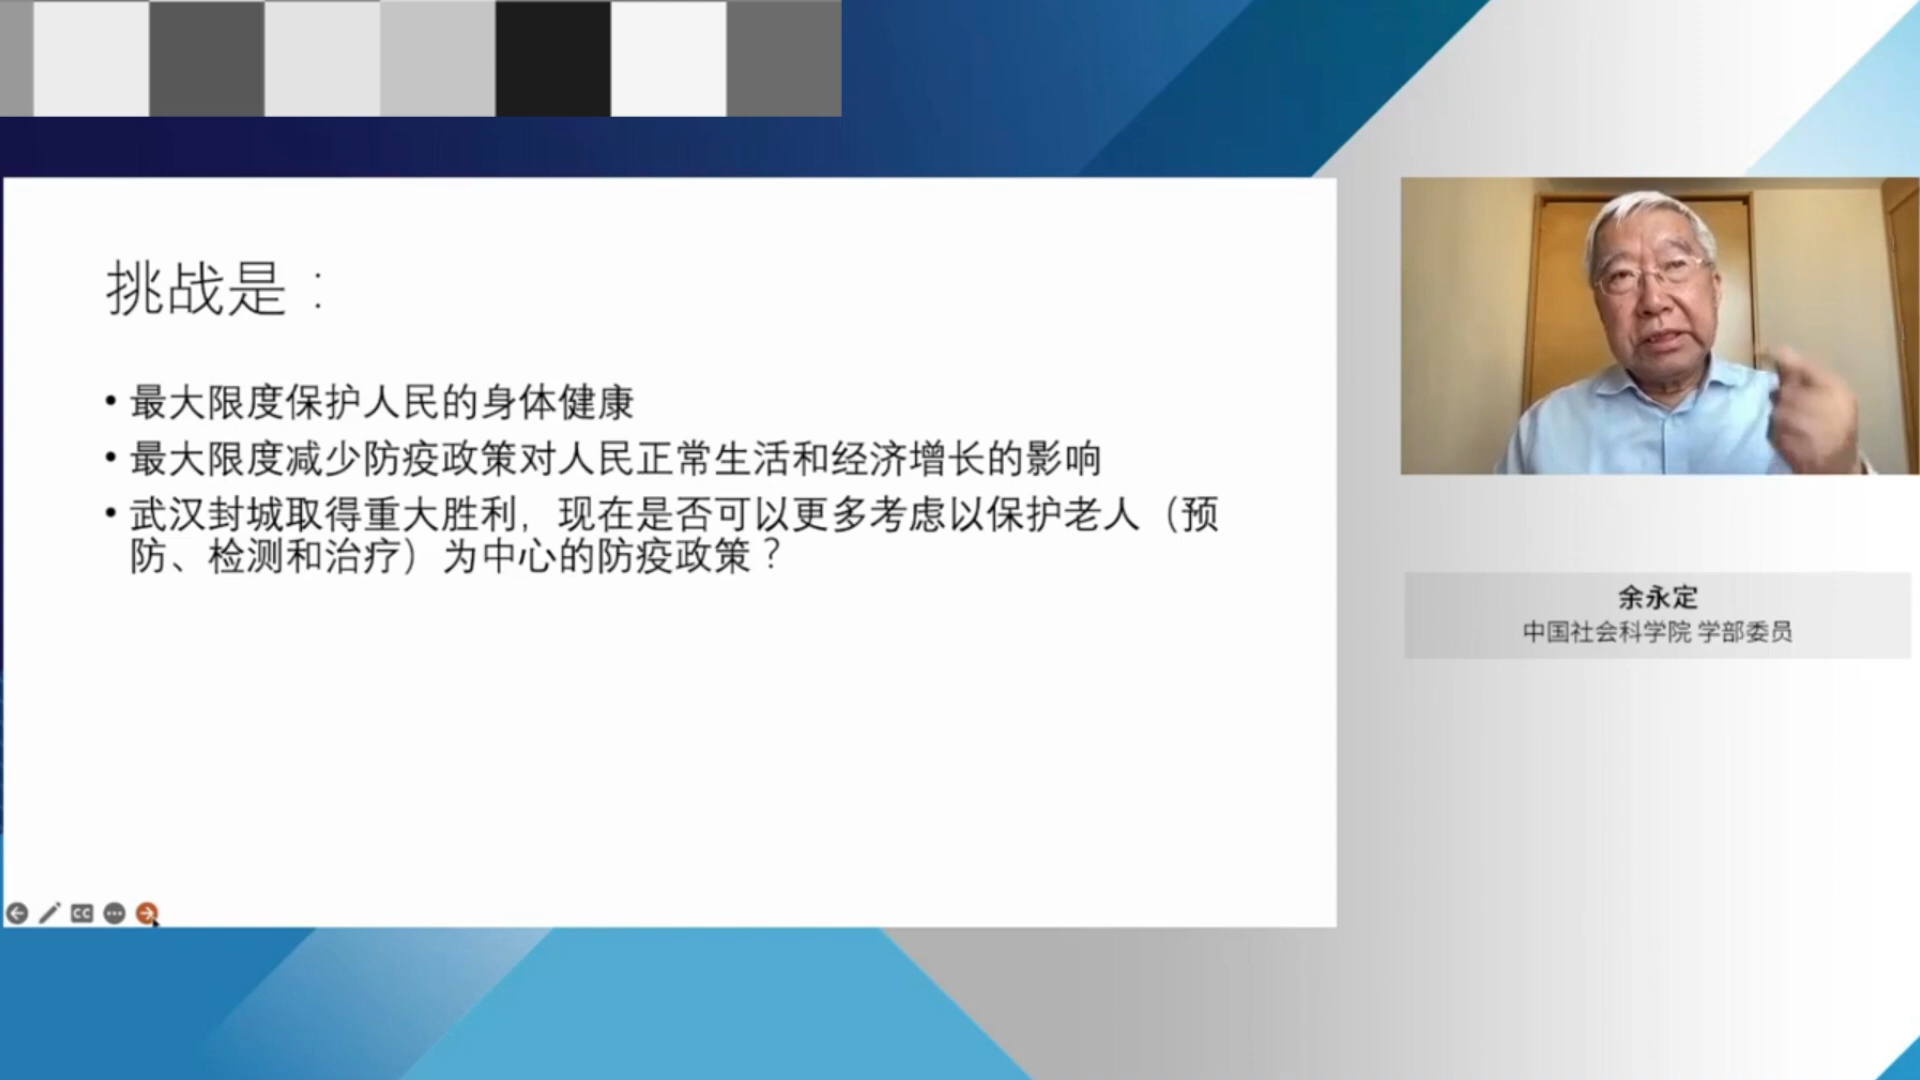 挑战是：
• 最大限度保护人民的身体健康
• 最大限度减少防疫政策对人民正常生活和经济增长的影响
• 武汉封城取得重大胜利，现在是否可以更多考虑以保护老人（预
防、检测和治疗）为中心的防疫政策？
余永定
中国社会科学院 学部委员
CC